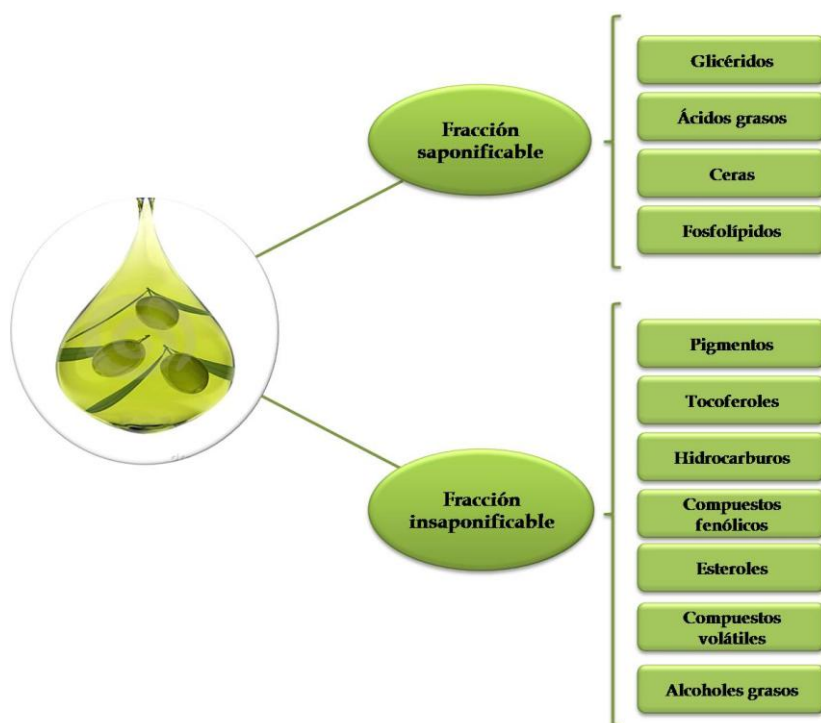 Fracción
saponificable
Glicéridos
Ácidos grasos
Ceras
Fosfolípidos
Fracción
insaponificable
Pigmentos
Tocoferoles
Hidrocarburos
Compuestos
fenólicos
Esteroles
Compuestos
volátiles
Alcoholes grasos